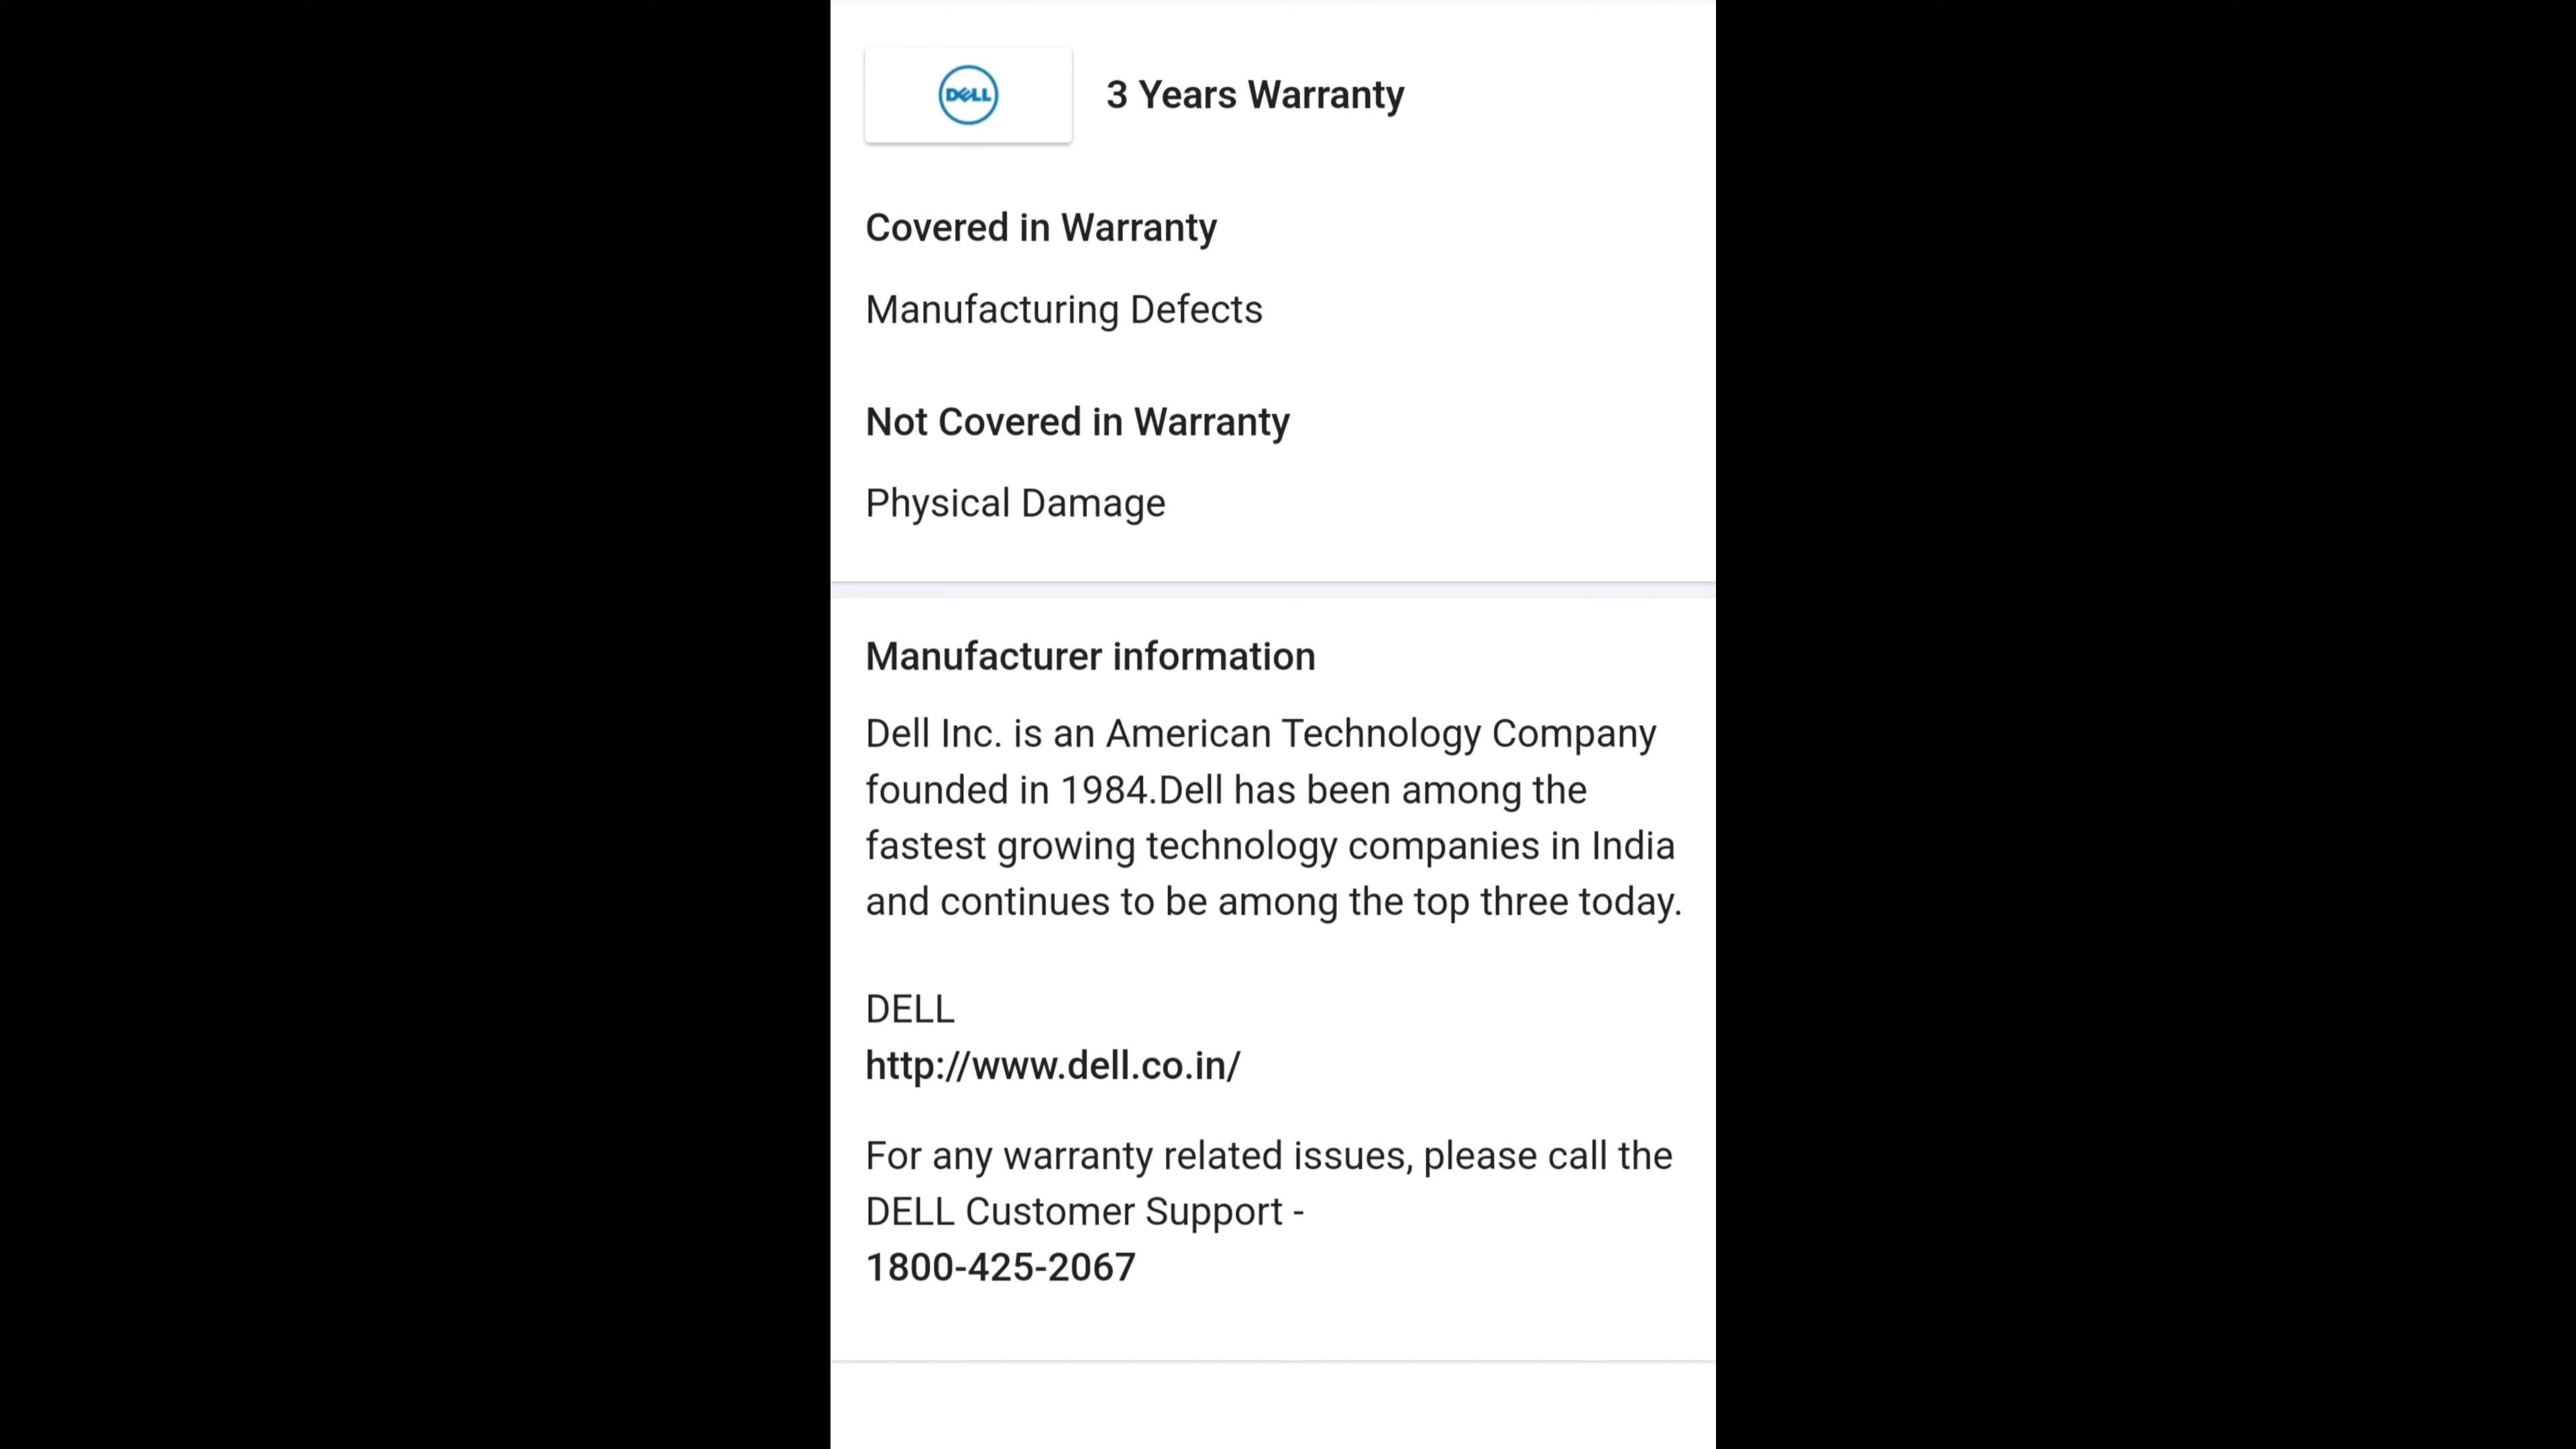 DELL
3 Years Warranty
Covered in Warranty
Manufacturing Defects
Not Covered in Warranty
Physical Damage
Manufacturer information
Dell Inc. is an American Technology Company
founded in 1984.Dell has been among the
fastest growing technology companies in India
and continues to be among the top three today.
DELL
http://www.dell.co.in/
For any warranty related issues, please call the
DELL Customer Support -
1800-425-2067